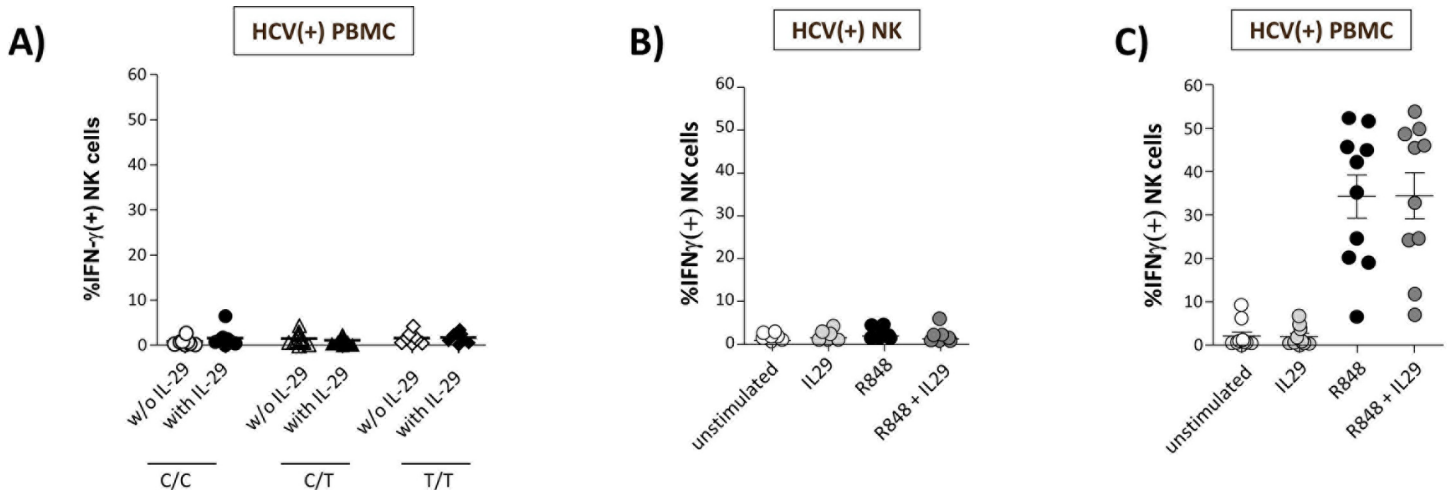 A)
HCV(+) PBMC
%IFN-γ(+) NK cells
60
50
40
30
20
10
0
w/o IL-29
with IL-29
w/o IL-29
with IL-29
w/o IL-29
with IL-29
C/C
C/T
T/T
B)
HCV(+) NK
%IFNγ(+) NK cells
60
50
40
30
20
10
0
unstimulated
IL29
R848
R848 + IL29
C)
HCV(+) PBMC
%IFNγ(+) NK cells
60
50
40
30
20
10
0
unstimulated
IL29
R848
R848 + IL29